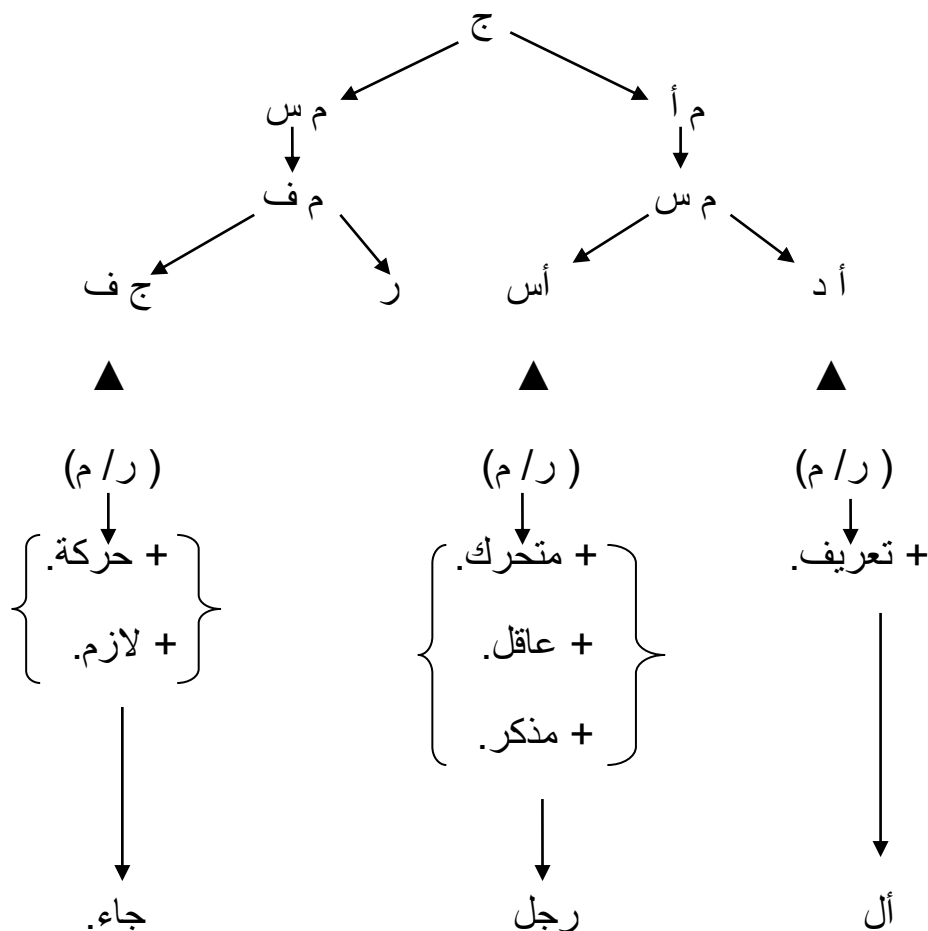 ج
م أ م س
م س م ف
أ د أس ر ج ف
▲ ▲ ▲
( ر/ م) ( ر/ م) ( ر/ م)
+ تعريف. + متحرك. + حركة.
+ عاقل. + لازم.
+ مذكر.
أل رجل جاء.